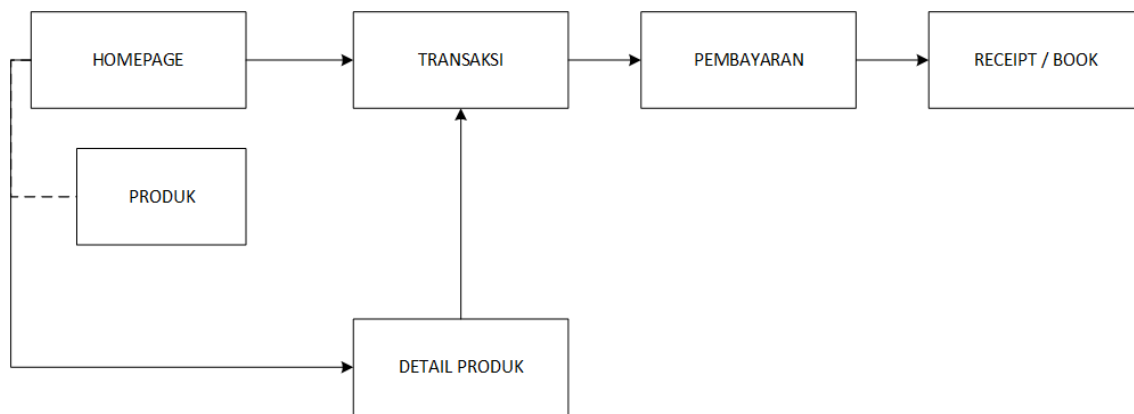 HOMEPAGE
TRANSAKSI
PEMBAYARAN
RECEIPT / BOOK
PRODUK
DETAIL PRODUK